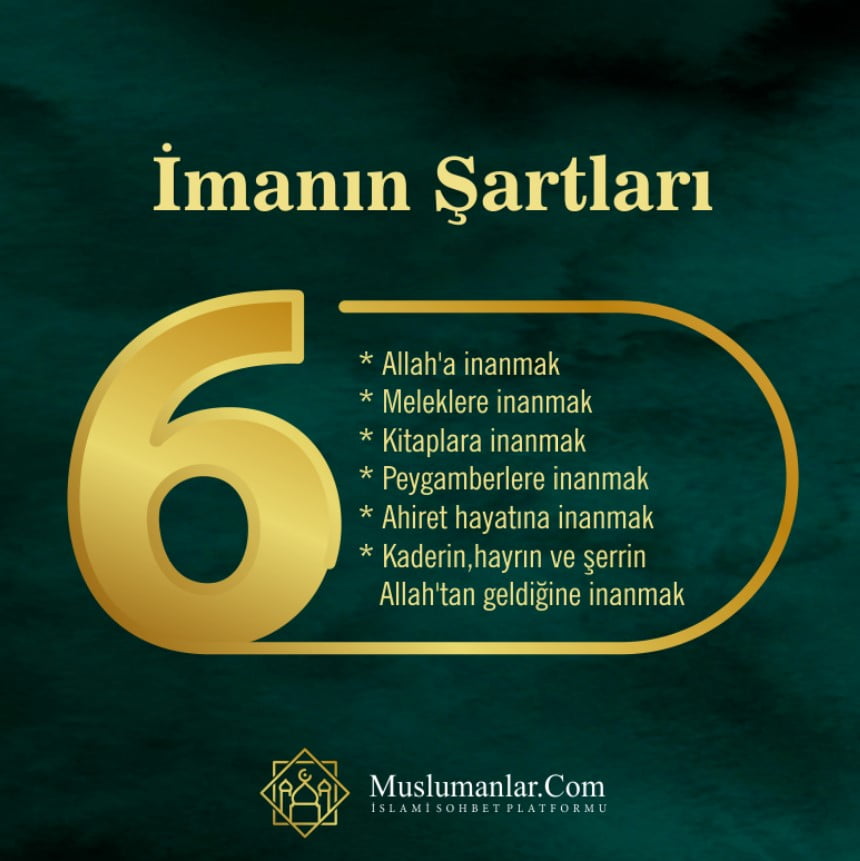 İmanın Şartları
6
* Allah'a inanmak
* Meleklere inanmak
* Kitaplara inanmak
* Peygamberlere inanmak
* Ahiret hayatına inanmak
* Kaderin,hayrın ve şerrin
Allah'tan geldiğine inanmak
Muslumanlar.Com
İSLAMİ SOHBET PLATFORMU